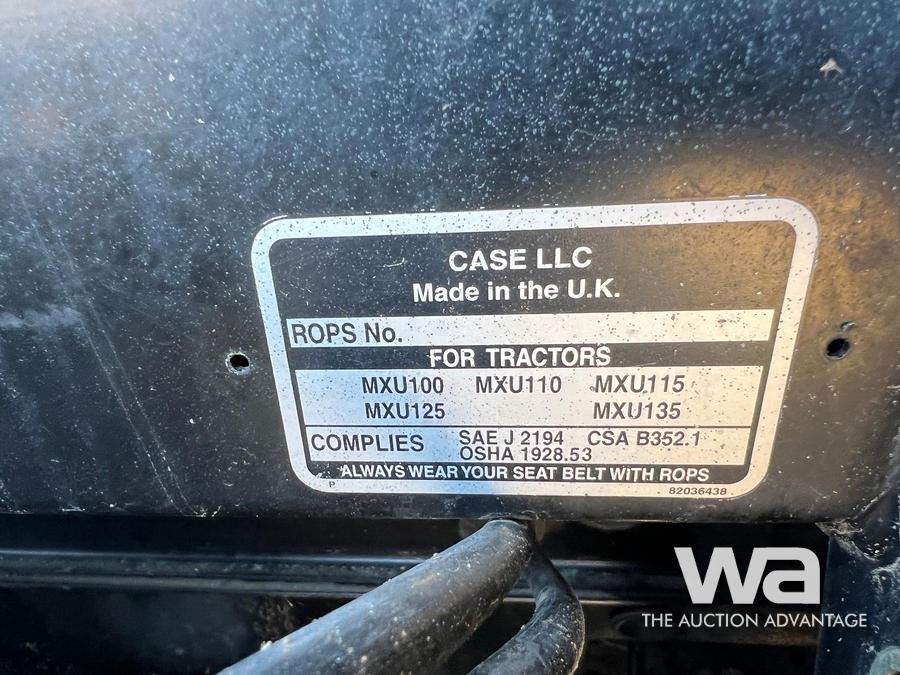 CASE LLC
Made in the U.K.
ROPS No.
FOR TRACTORS
MXU100 MXU110 MXU115
MXU125 MXU135
COMPLIES SAE J 2194 CSA B352.1
OSHA 1928.53
ALWAYS WEAR YOUR SEAT BELT WITH ROPS
P 82036438
wa
THE AUCTION ADVANTAGE